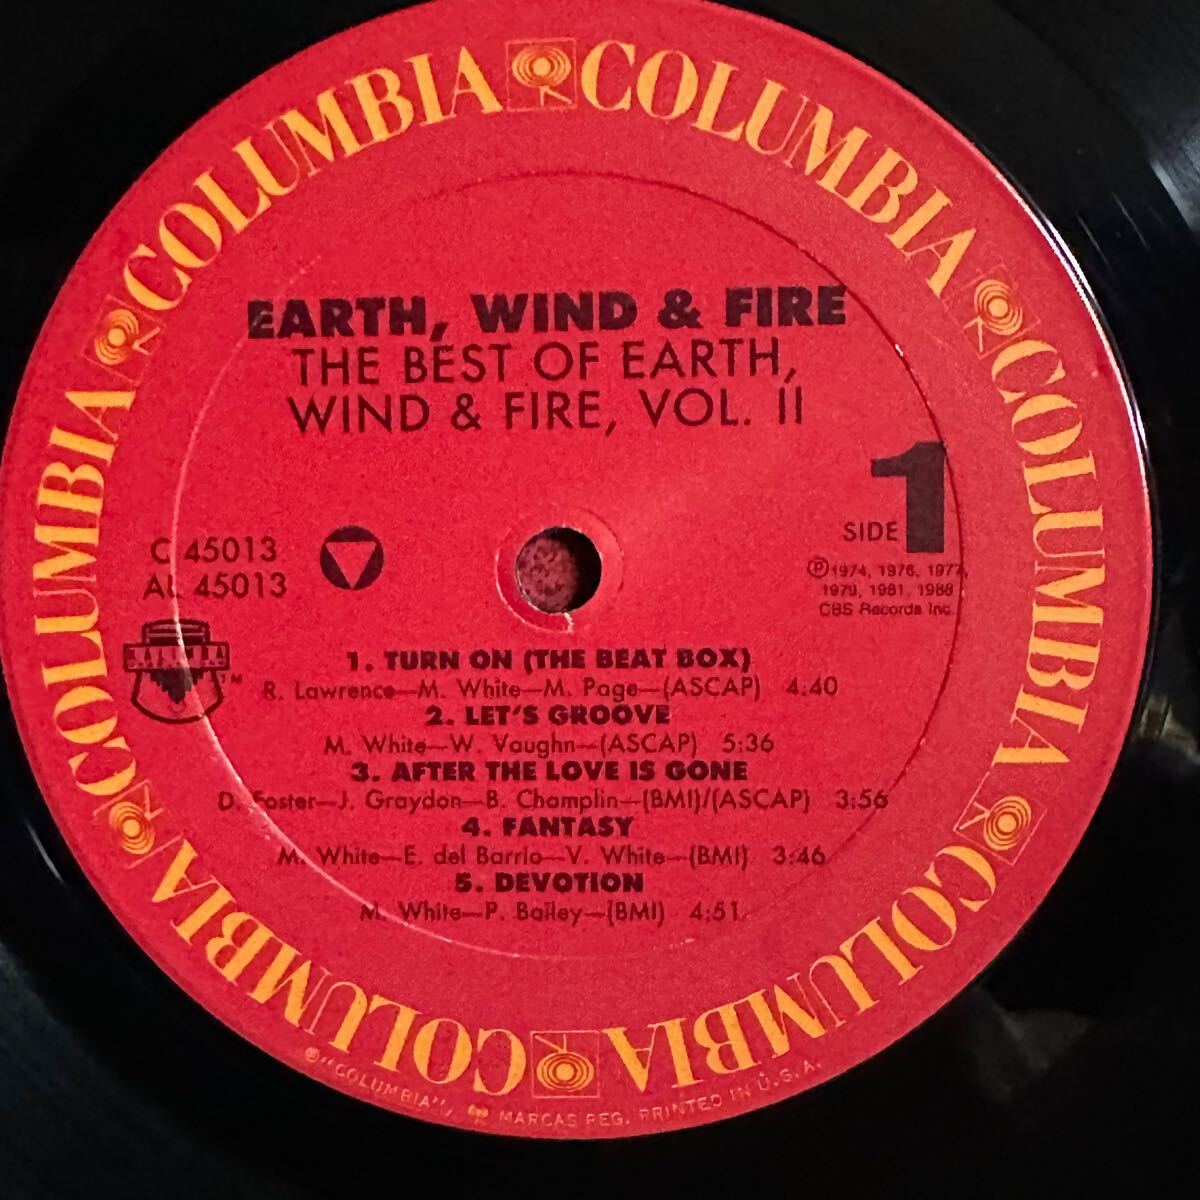 COLUMBIA COLUMBIA COLUMBIA COLUMBIA COLUMBIA COLUMBIA COLUMBIA COLUMBIA
EARTH, WIND & FIRE
THE BEST OF EARTH,
WIND & FIRE, VOL. II
SIDE 1
C 45013
AL 45013
℗1974, 1976, 1977,
1979, 1981, 1988
CBS Records Inc.
KALIMBA
TM
1. TURN ON (THE BEAT BOX)
R. Lawrence—M. White—M. Page—(ASCAP) 4:40
2. LET'S GROOVE
M. White—W. Vaughn—(ASCAP) 5:36
3. AFTER THE LOVE IS GONE
D. Foster—J. Graydon—B. Champlin—(BMI)/(ASCAP) 3:56
4. FANTASY
M. White—E. del Barrio—V. White—(BMI) 3:46
5. DEVOTION
M. White—P. Bailey—(BMI) 4:51
® "COLUMBIA", MARCAS REG. PRINTED IN U.S.A.